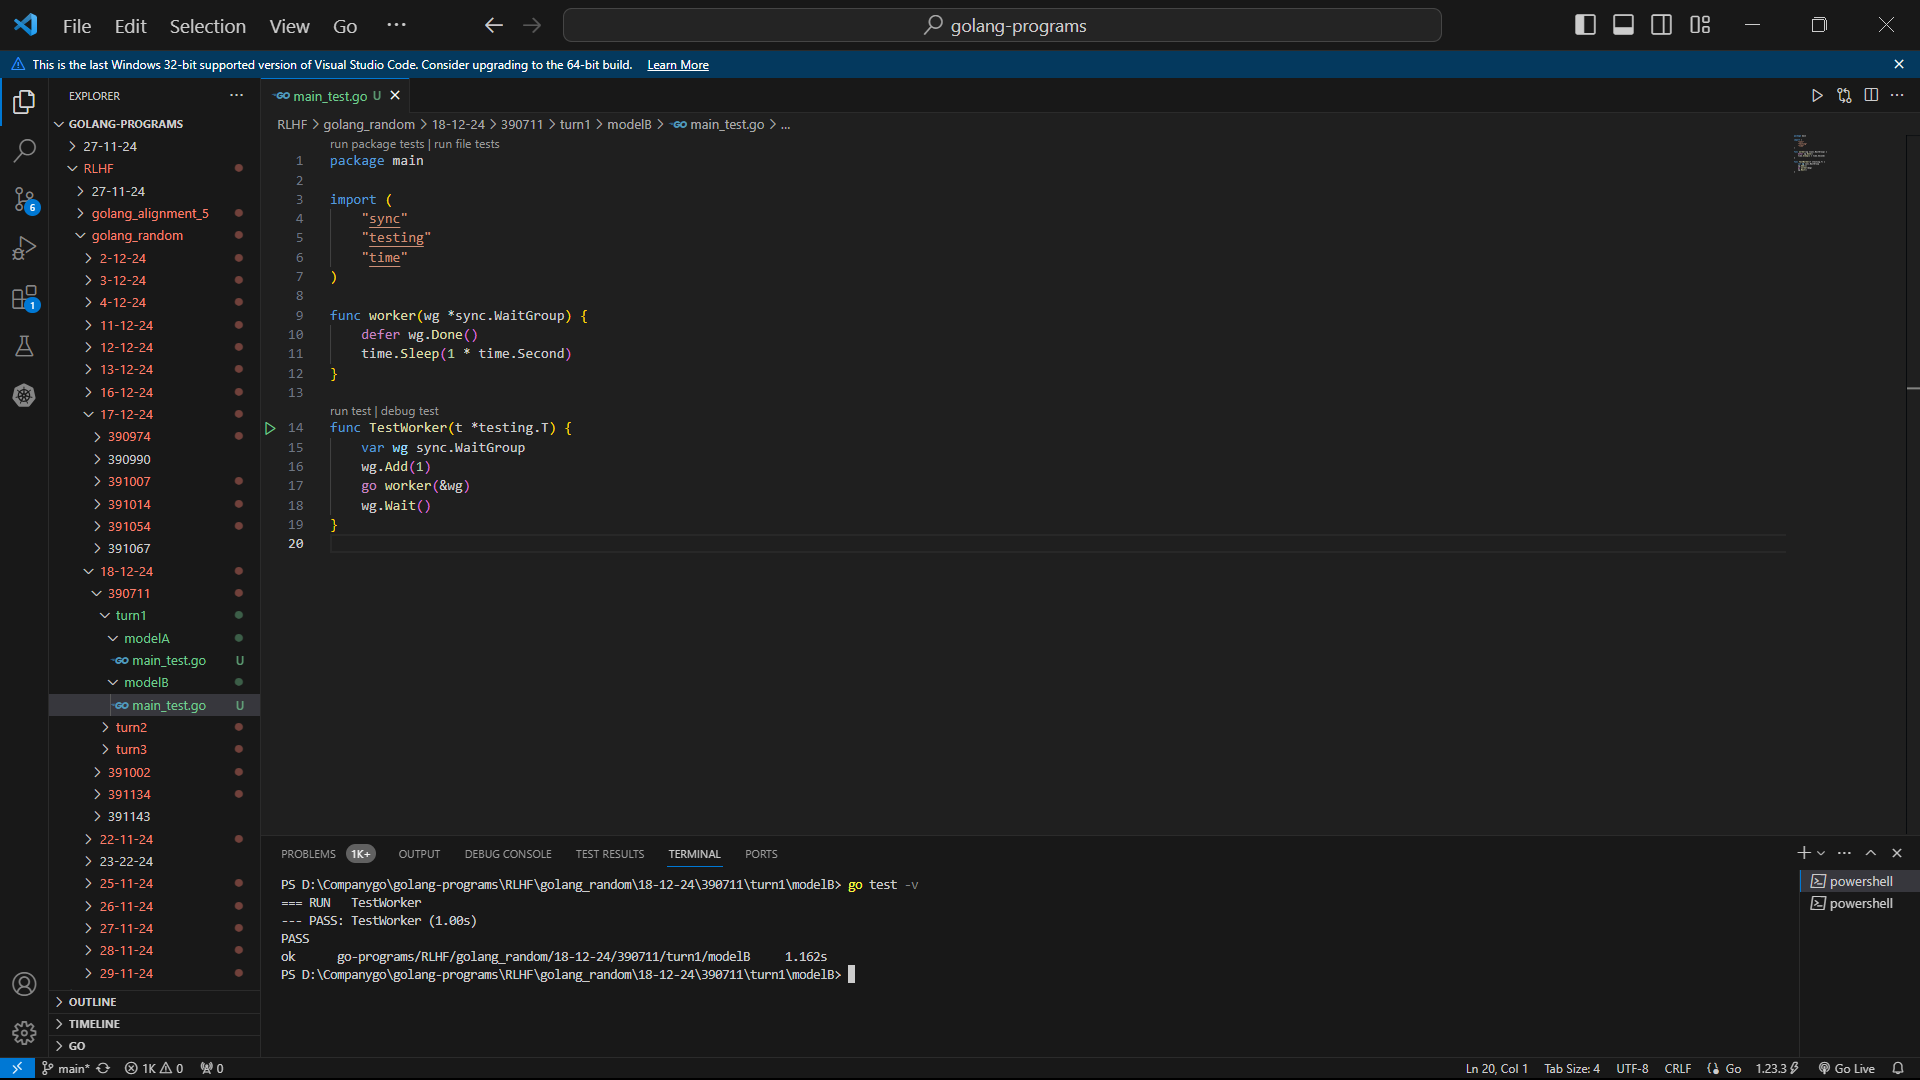 File Edit Selection View Go ···
golang-programs
This is the last Windows 32-bit supported version of Visual Studio Code. Consider upgrading to the 64-bit build. Learn More
EXPLORER
GOLANG-PROGRAMS
27-11-24
RLHF
27-11-24
golang_alignment_5
golang_random
2-12-24
3-12-24
4-12-24
11-12-24
12-12-24
13-12-24
16-12-24
17-12-24
390974
390990
391007
391014
391054
391067
18-12-24
390711
turn1
modelA
main_test.go U
modelB
main_test.go U
turn2
turn3
391002
391134
391143
22-11-24
23-22-24
25-11-24
26-11-24
27-11-24
28-11-24
29-11-24
OUTLINE
TIMELINE
GO
6
1
main_test.go U
RLHF > golang_random > 18-12-24 > 390711 > turn1 > modelB > main_test.go > ...
run package tests | run file tests
1 package main
2
3 import (
4 "sync"
5 "testing"
6 "time"
7 )
8
9 func worker(wg *sync.WaitGroup) {
10 defer wg.Done()
11 time.Sleep(1 * time.Second)
12 }
13
run test | debug test
14 func TestWorker(t *testing.T) {
15 var wg sync.WaitGroup
16 wg.Add(1)
17 go worker(&wg)
18 wg.Wait()
19 }
20
PROBLEMS 1K+ OUTPUT DEBUG CONSOLE TEST RESULTS TERMINAL PORTS
PS D:\Companygo\golang-programs\RLHF\golang_random\18-12-24\390711\turn1\modelB> go test -v
=== RUN TestWorker
--- PASS: TestWorker (1.00s)
PASS
ok go-programs/RLHF/golang_random/18-12-24/390711/turn1/modelB 1.162s
PS D:\Companygo\golang-programs\RLHF\golang_random\18-12-24\390711\turn1\modelB>
powershell
powershell
main* 1K 0 0
Ln 20, Col 1 Tab Size: 4 UTF-8 CRLF Go 1.23.3 Go Live